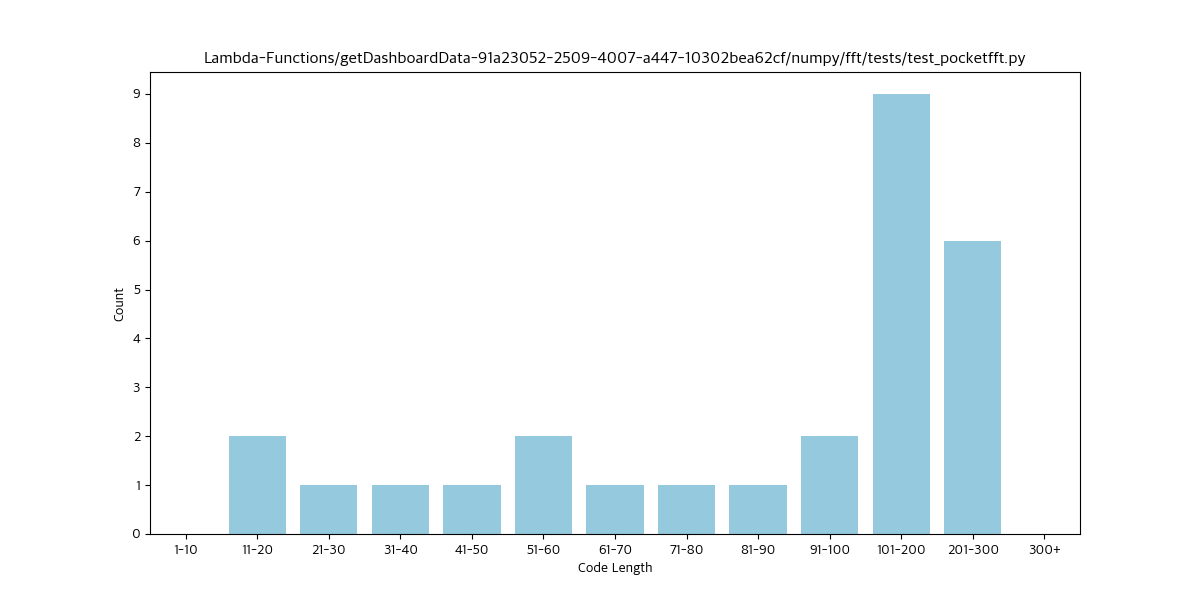 Lambda-Functions/getDashboardData-91a23052-2509-4007-a447-10302bea62cf/numpy/fft/tests/test_pocketfft.py
9
8
7
6
5
4
3
2
1
0
Count
1-10 11-20 21-30 31-40 41-50 51-60 61-70 71-80 81-90 91-100 101-200 201-300 300+
Code Length